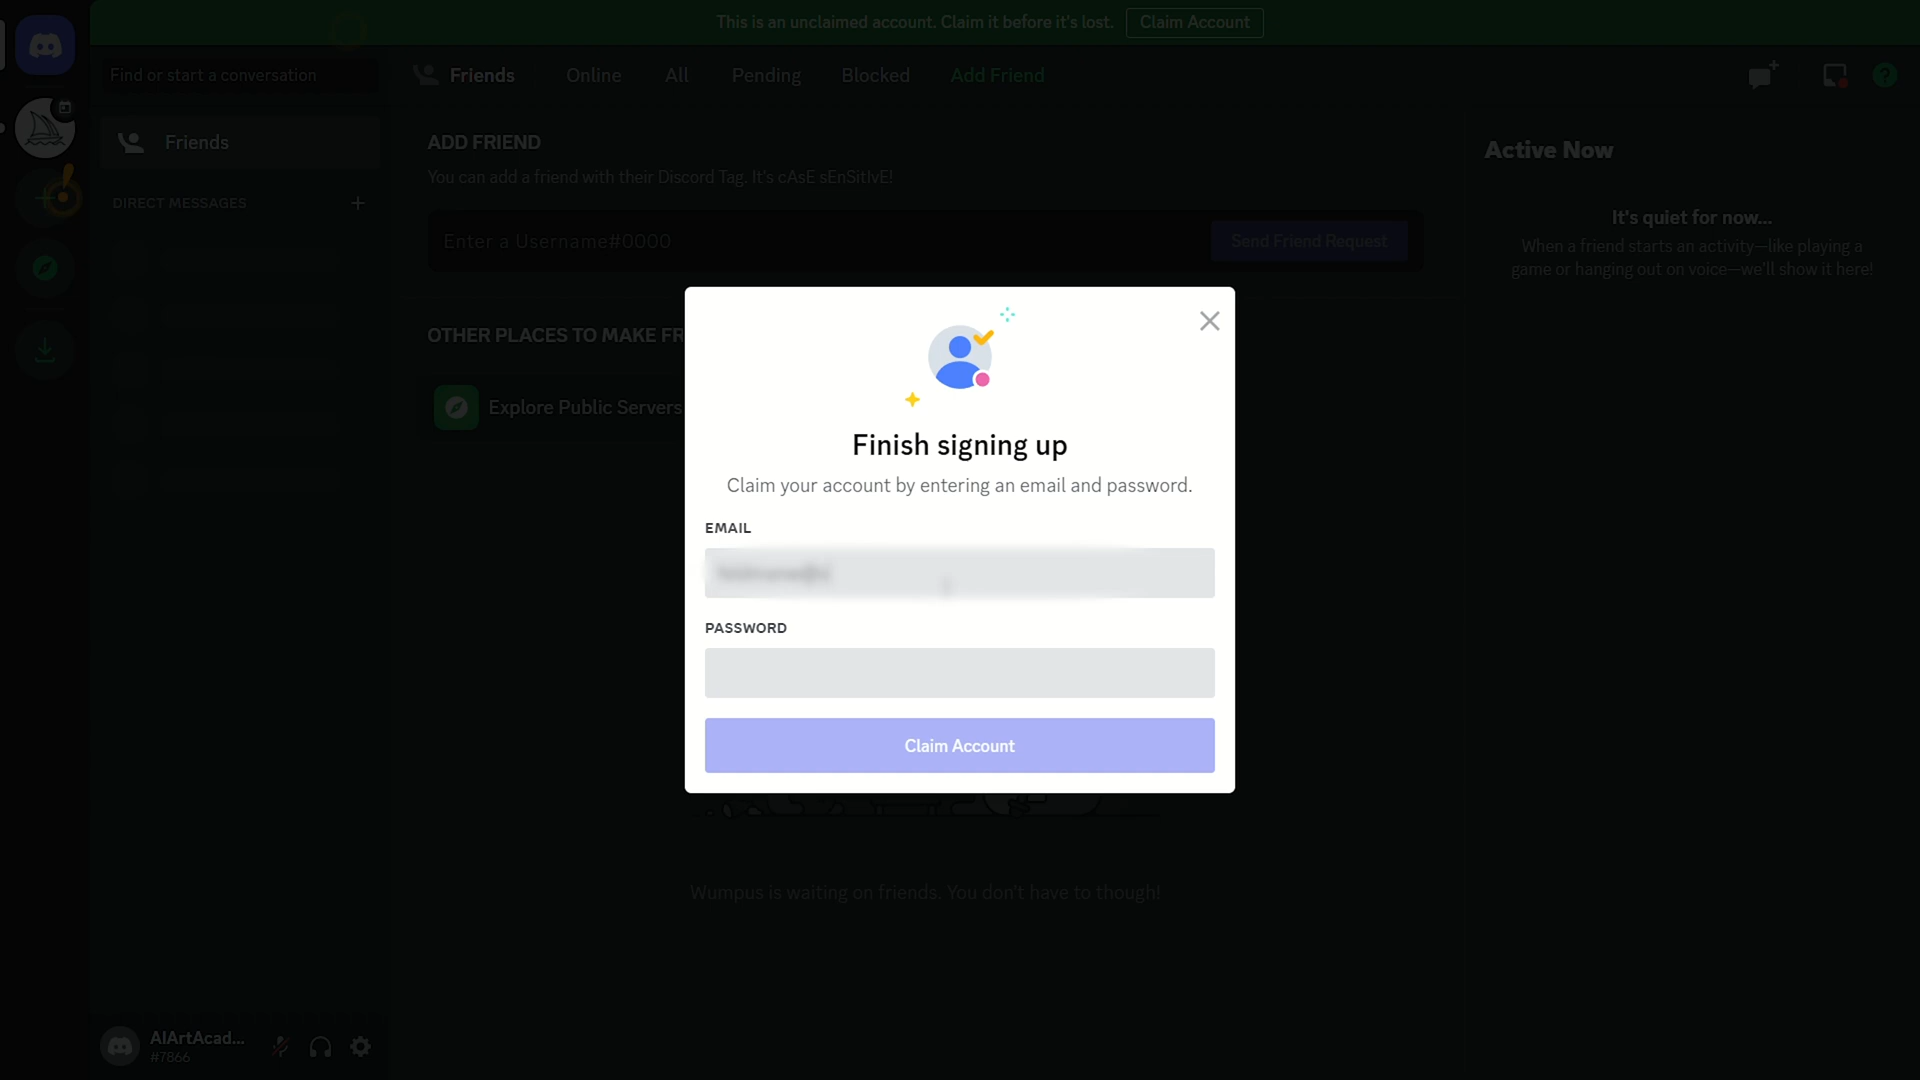 This is an unclaimed account. Claim it before it's lost.
Claim Account
Find or start a conversation
Friends
Online
All
Pending
Blocked
Add Friend
Friends
DIRECT MESSAGES
ADD FRIEND
You can add a friend with their Discord Tag. It's cAsE sEnSitIvE!
Enter a Username#0000
Send Friend Request
OTHER PLACES TO MAKE FR
Explore Public Servers
Active Now
It's quiet for now...
When a friend starts an activity—like playing a
game or hanging out on voice—we'll show it here!
Finish signing up
Claim your account by entering an email and password.
EMAIL
PASSWORD
Claim Account
Wumpus is waiting on friends. You don't have to though!
AIArtAcad...
#7866